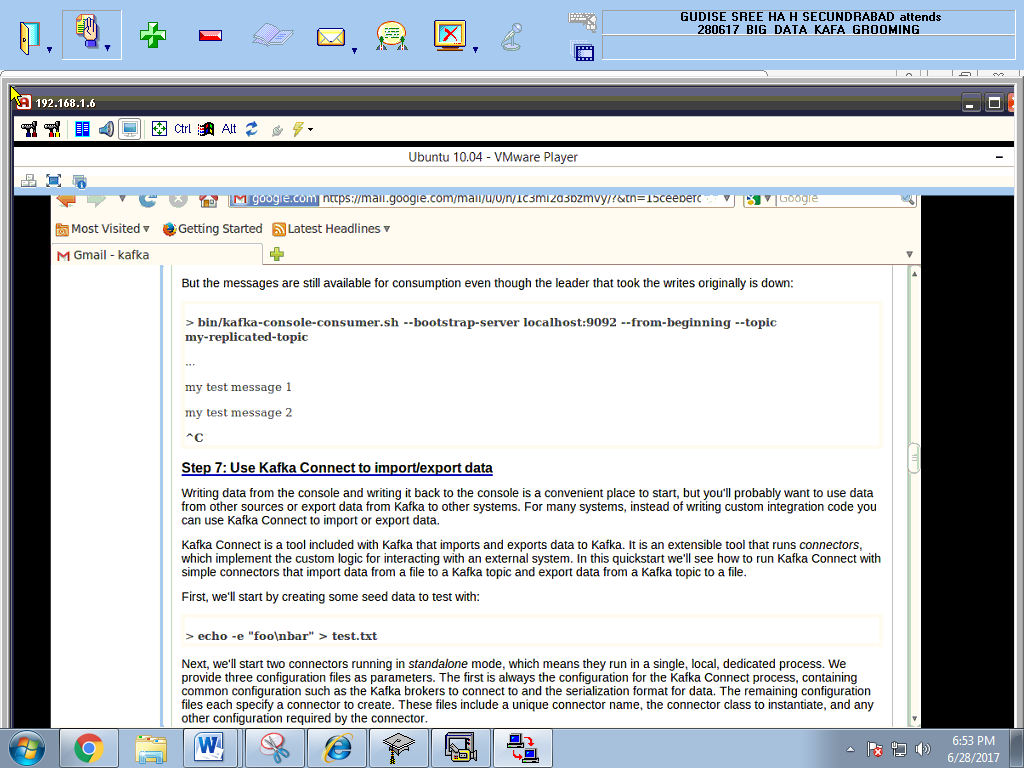 GUDISE SREE HA H SECUNDRABAD attends
280617 BIG DATA KAFA GROOMING
192.168.1.6
Ctrl Alt
Ubuntu 10.04 - VMware Player
google.com Google
Most Visited Getting Started Latest Headlines
Gmail - kafka
But the messages are still available for consumption even though the leader that took the writes originally is down:
> bin/kafka-console-consumer.sh --bootstrap-server localhost:9092 --from-beginning --topic
my-replicated-topic
...
my test message 1
my test message 2
^C
Step 7: Use Kafka Connect to import/export data
Writing data from the console and writing it back to the console is a convenient place to start, but you'll probably want to use data
from other sources or export data from Kafka to other systems. For many systems, instead of writing custom integration code you
can use Kafka Connect to import or export data.
Kafka Connect is a tool included with Kafka that imports and exports data to Kafka. It is an extensible tool that runs connectors,
which implement the custom logic for interacting with an external system. In this quickstart we'll see how to run Kafka Connect with
simple connectors that import data from a file to a Kafka topic and export data from a Kafka topic to a file.
First, we'll start by creating some seed data to test with:
> echo -e "foo\nbar" > test.txt
Next, we'll start two connectors running in standalone mode, which means they run in a single, local, dedicated process. We
provide three configuration files as parameters. The first is always the configuration for the Kafka Connect process, containing
common configuration such as the Kafka brokers to connect to and the serialization format for data. The remaining configuration
files each specify a connector to create. These files include a unique connector name, the connector class to instantiate, and any
other configuration required by the connector.
6:53 PM
6/28/2017